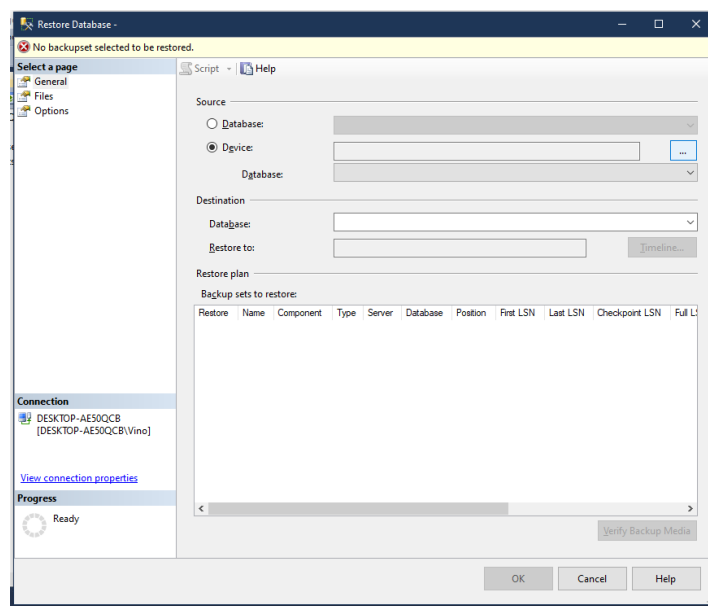 Restore Database -
No backupset selected to be restored.
Select a page
General
Files
Options
Script
Help
Source
Database:
Device:
...
Database:
Destination
Database:
Restore to:
Timeline...
Restore plan
Backup sets to restore:
Restore Name Component Type Server Database Position First LSN Last LSN Checkpoint LSN Full LS
Connection
DESKTOP-AE50QCB
[DESKTOP-AE50QCB\Vino]
View connection properties
Progress
Ready
Verify Backup Media
OK Cancel Help